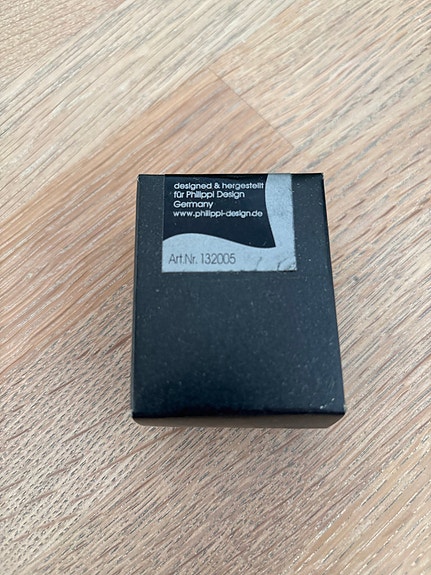 designed & hergestellt
für Philippi Design
Germany
www.philippi-design.de
Art.Nr. 132005